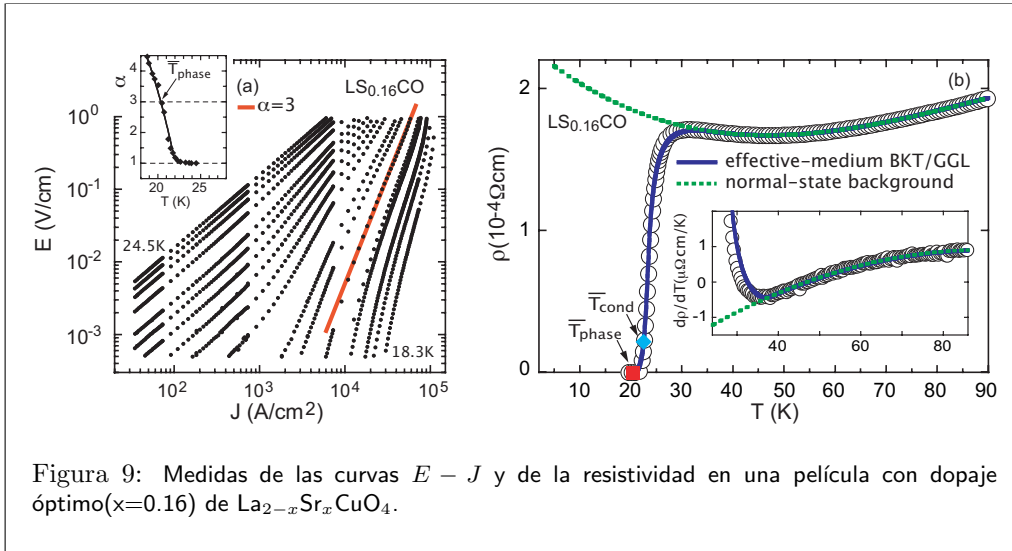 α
4
3
2
1
T̅phase
20
25
T (K)
(a)
α=3
LS0.16CO
E (V/cm)
10^0
10^-1
10^-2
10^-3
24.5K
18.3K
10^2
10^3
10^4
10^5
J (A/cm2)
(b)
LS0.16CO
effective-medium BKT/GGL
normal-state background
ρ(10-4Ωcm)
2
1
0
T̅cond
T̅phase
dρ/dT(μΩcm/K)
1
0
-1
40
60
80
0
10
20
30
40
50
60
70
80
90
T (K)
Figura 9: Medidas de las curvas E − J y de la resistividad en una película con dopaje
óptimo(x=0.16) de La2−xSrxCuO4.